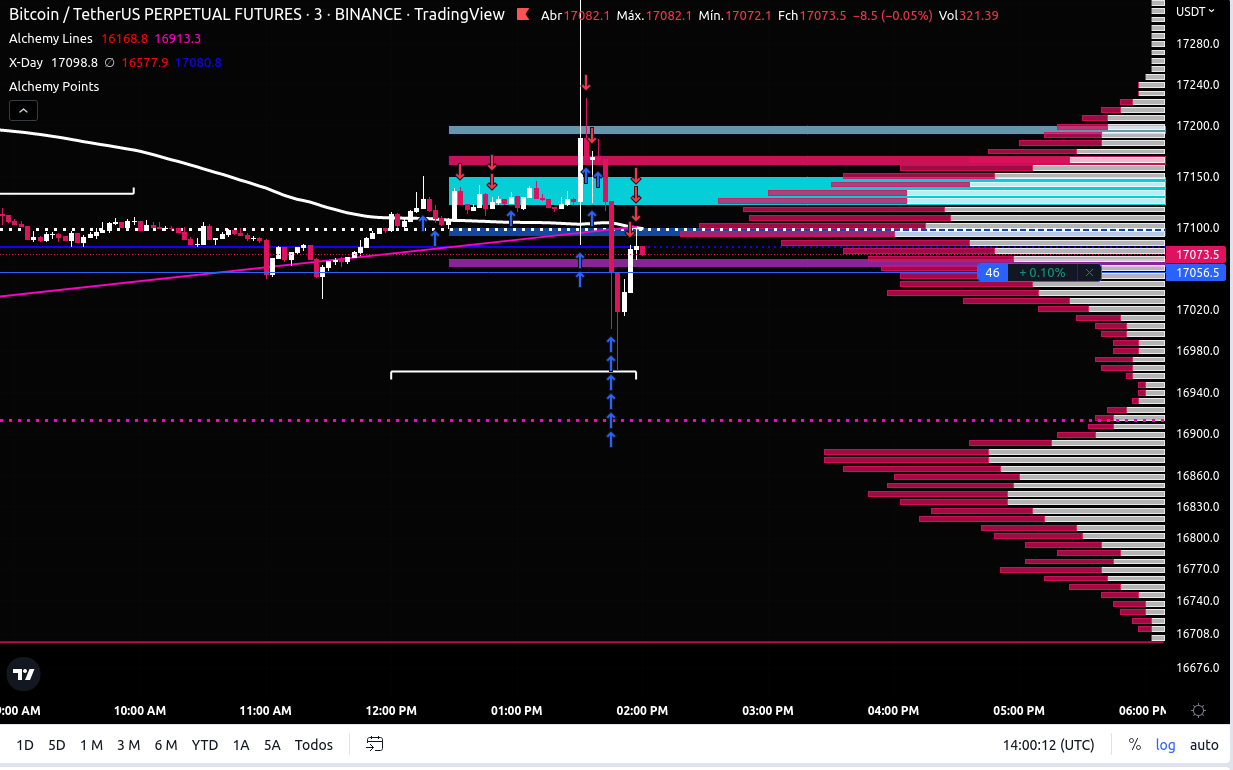 Bitcoin / TetherUS PERPETUAL FUTURES · 3 · BINANCE · TradingView Abr17082.1 Máx.17082.1 Mín.17072.1 Fch17073.5 −8.5 (−0.05%) Vol321.39
USDT
Alchemy Lines 16168.8 16913.3
X-Day 17098.8 ∅ 16577.9 17080.8
Alchemy Points
17280.0
17240.0
17200.0
17150.0
17100.0
17073.5
46 +0.10% × 17056.5
17020.0
16980.0
16940.0
16900.0
16860.0
16830.0
16800.0
16770.0
16740.0
16708.0
16676.0
:00 AM 10:00 AM 11:00 AM 12:00 PM 01:00 PM 02:00 PM 03:00 PM 04:00 PM 05:00 PM 06:00 PM
1D 5D 1 M 3 M 6 M YTD 1A 5A Todos 14:00:12 (UTC) % log auto